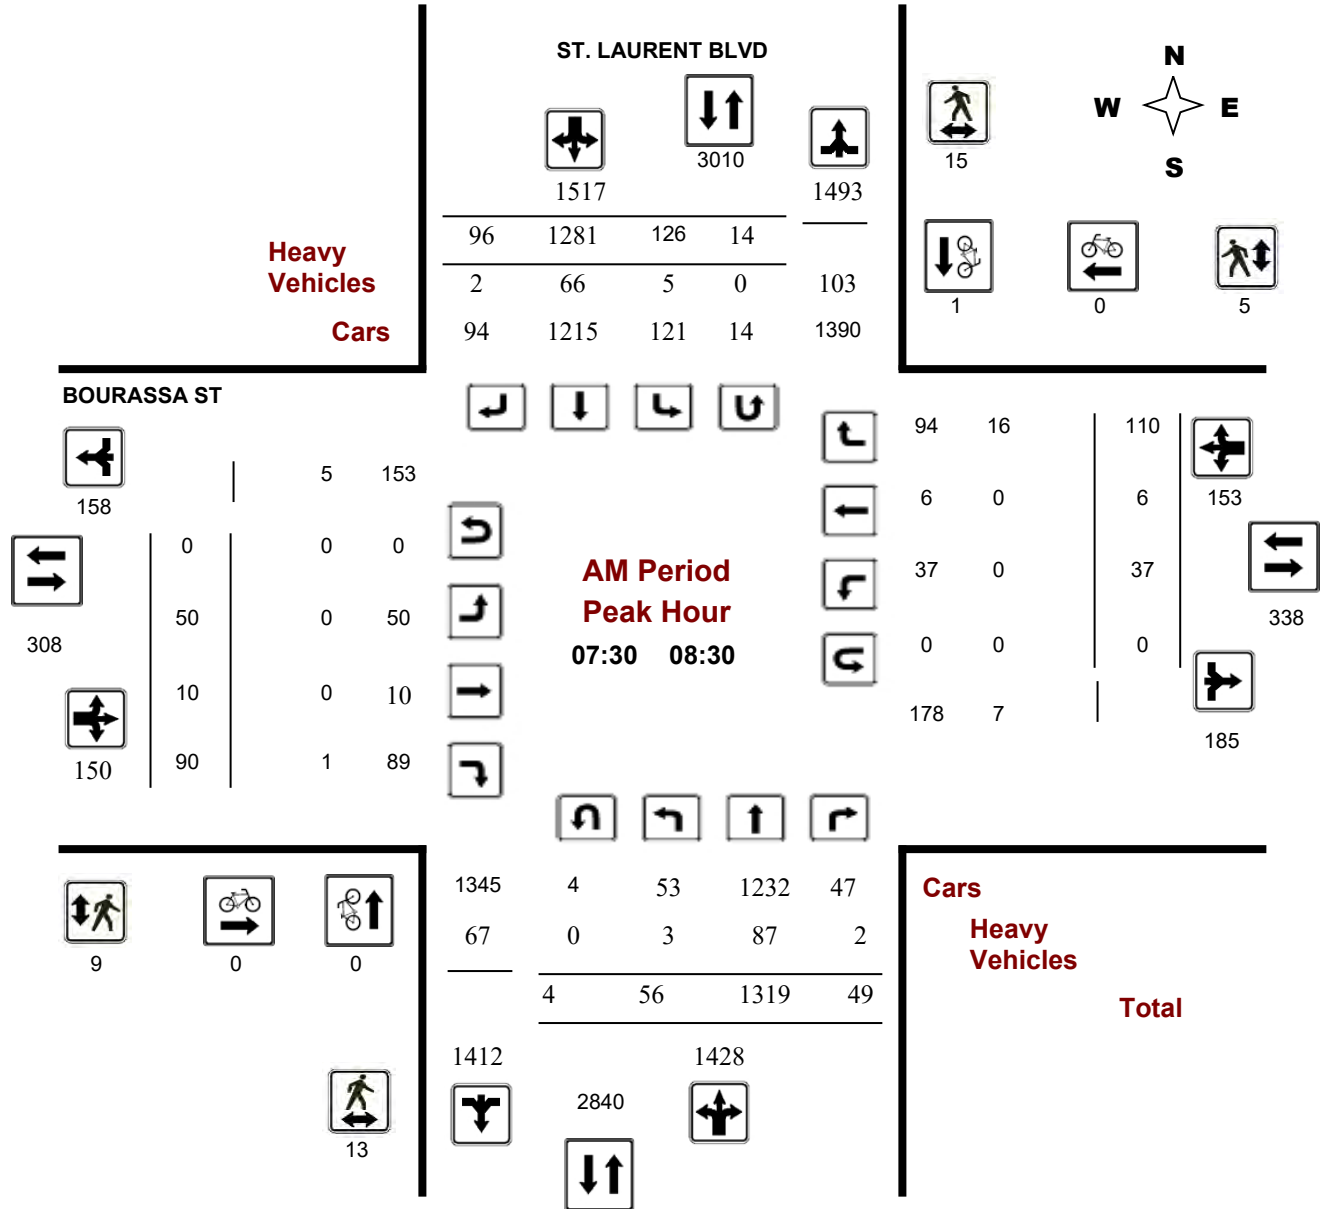 ST. LAURENT BLVD
N
W E
S
3010
15
1517 1493
96 1281 126 14
Heavy
Vehicles
2 66 5 0 103
1 0 5
Cars
94 1215 121 14 1390
BOURASSA ST
94 16 110
5 153
158
6 0 6 153
0 0 0
AM Period
37 0 37
Peak Hour
50 0 50
338
308
07:30 08:30
0 0 0
10 0 10
178 7
185
150 90 1 89
1345 4 53 1232 47
Cars
67 0 3 87 2
Heavy
Vehicles
9 0 0
4 56 1319 49
Total
1412 1428
2840
13